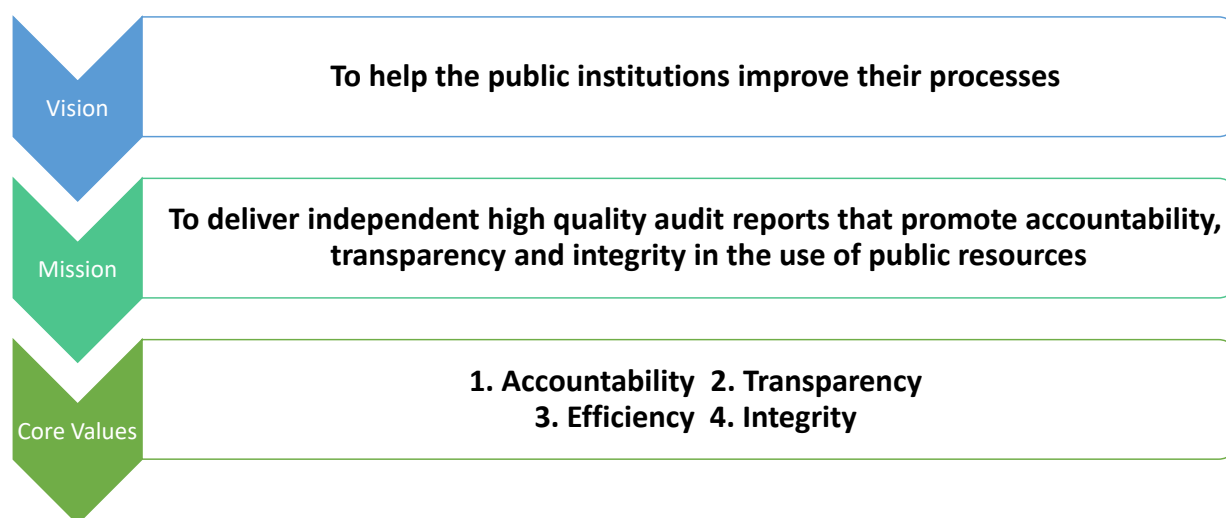 Vision
To help the public institutions improve their processes
Mission
To deliver independent high quality audit reports that promote accountability,
transparency and integrity in the use of public resources
Core Values
1. Accountability 2. Transparency
3. Efficiency 4. Integrity